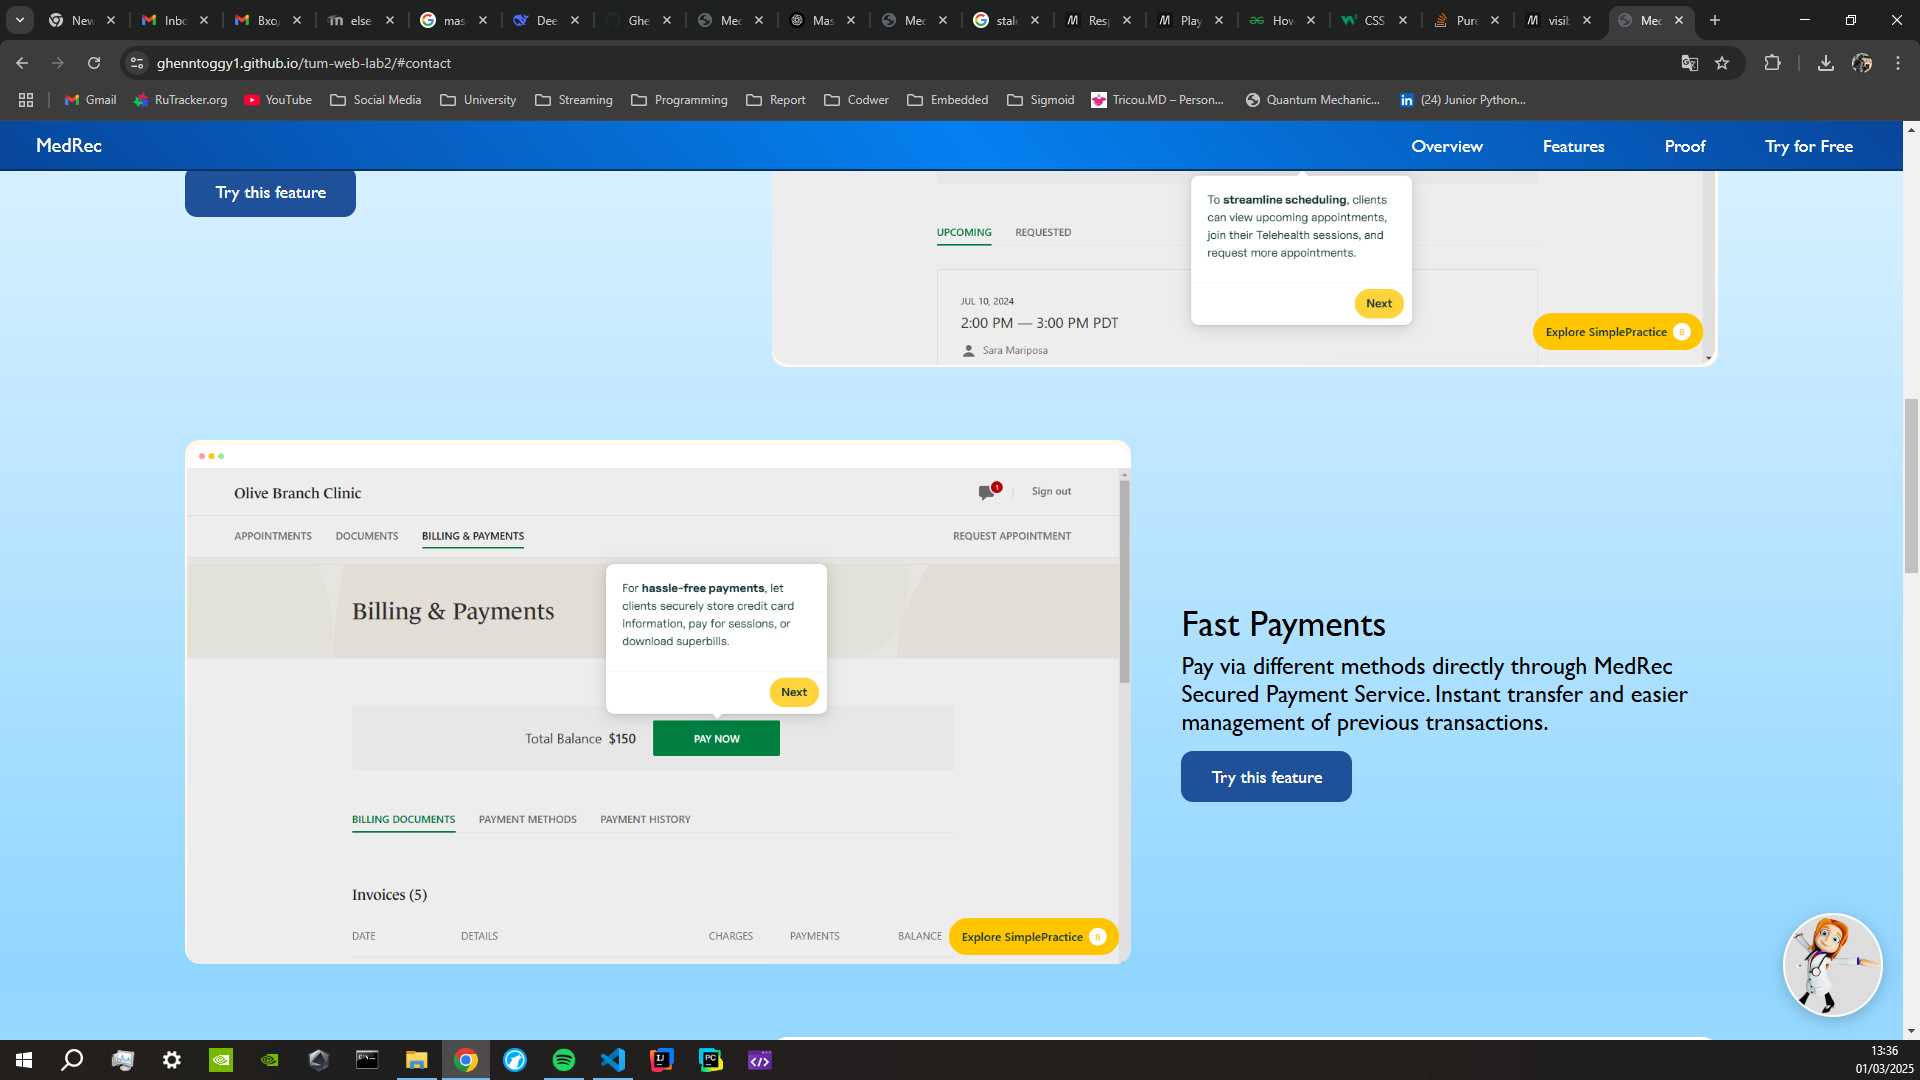 New
Inbo
Bxo
else.
mas
Dee
Ghe
Mec
Mas
Mec
stal
Resp
Play
How
CSS
Pure
visib
Mec
ghenntoggy1.github.io/tum-web-lab2/#contact
Gmail
RuTracker.org
YouTube
Social Media
University
Streaming
Programming
Report
Codwer
Embedded
Sigmoid
Tricou.MD – Person...
Quantum Mechanic...
(24) Junior Python...
MedRec
Overview
Features
Proof
Try for Free
Try this feature
To streamline scheduling, clients
can view upcoming appointments,
join their Telehealth sessions, and
request more appointments.
Next
UPCOMING
REQUESTED
JUL 10, 2024
2:00 PM — 3:00 PM PDT
Sara Mariposa
Explore SimplePractice 8
Olive Branch Clinic
1
Sign out
APPOINTMENTS
DOCUMENTS
BILLING & PAYMENTS
REQUEST APPOINTMENT
Billing & Payments
For hassle-free payments, let
clients securely store credit card
information, pay for sessions, or
download superbills.
Next
Total Balance $150
PAY NOW
BILLING DOCUMENTS
PAYMENT METHODS
PAYMENT HISTORY
Invoices (5)
DATE
DETAILS
CHARGES
PAYMENTS
BALANCE
Explore SimplePractice 8
Fast Payments
Pay via different methods directly through MedRec
Secured Payment Service. Instant transfer and easier
management of previous transactions.
Try this feature
13:36
01/03/2025